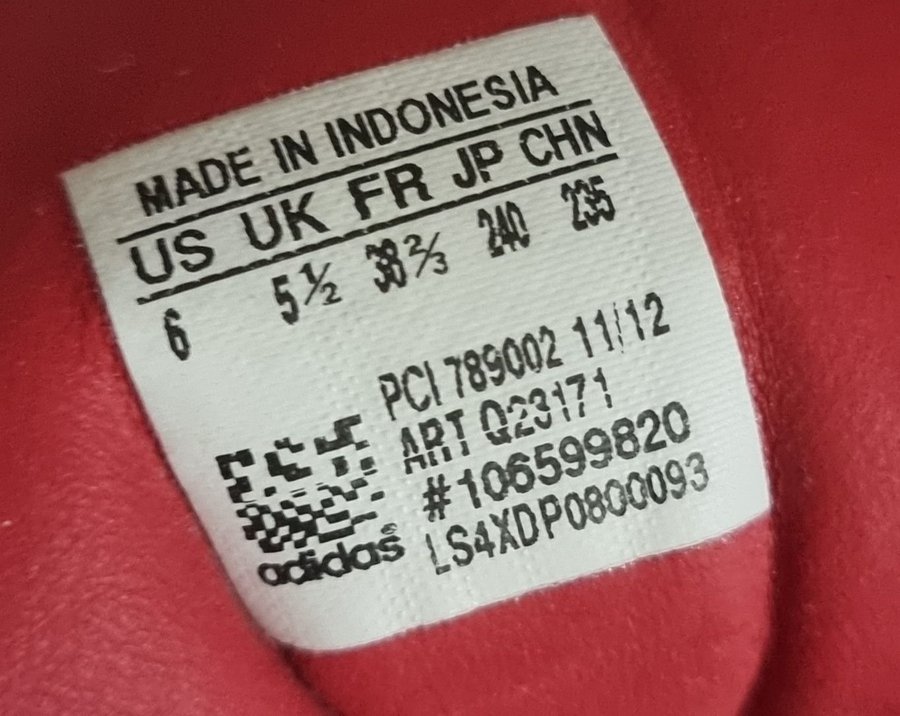 MADE IN INDONESIA
US UK FR JP CHN
6 5½ 38⅔ 240 235
PCI 789002 11/12
ART Q23171
#106599820
adidas® LS4XDP0800093